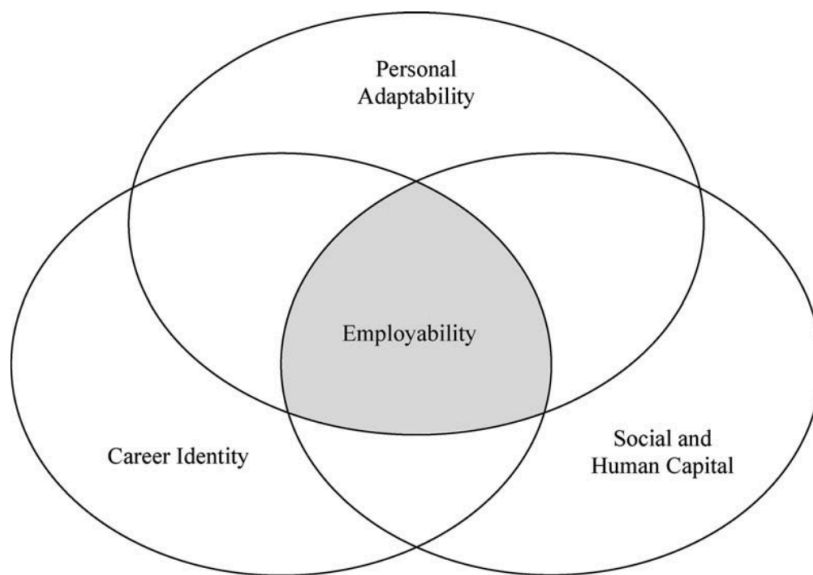 Personal
Adaptability
Employability
Career Identity
Social and
Human Capital